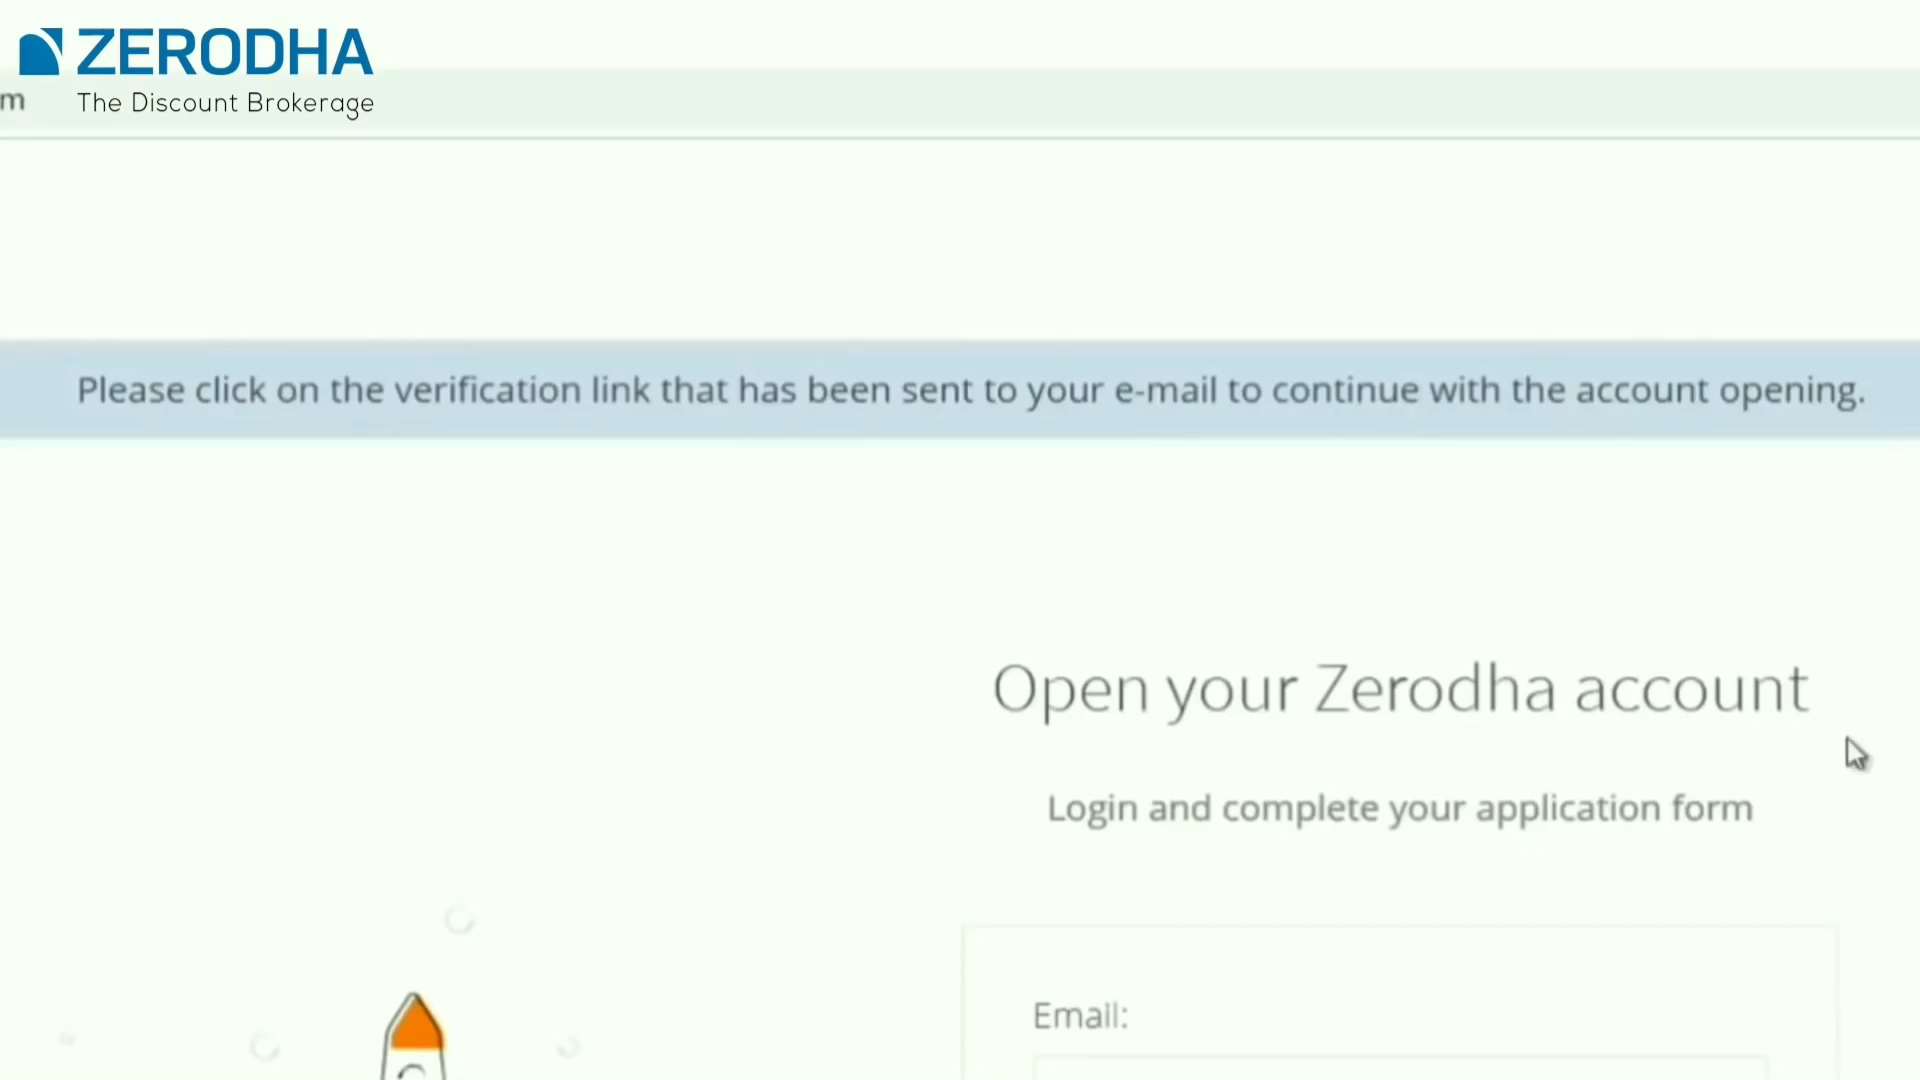 ZERODHA
The Discount Brokerage
m
Please click on the verification link that has been sent to your e-mail to continue with the account opening.
Open your Zerodha account
Login and complete your application form
Email: